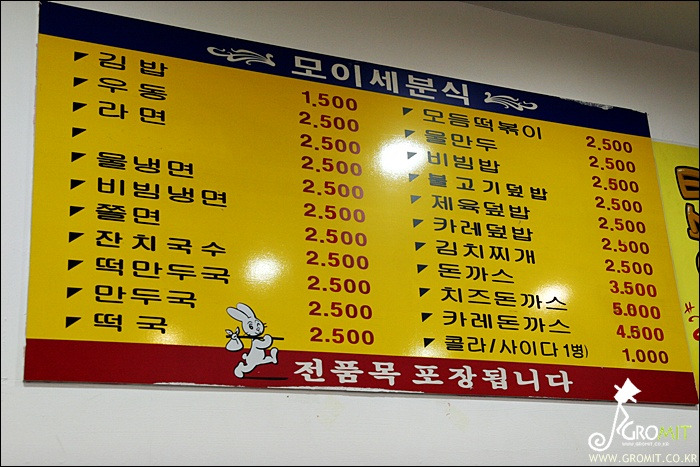 모이세분식
김밥 1.500
우동 2.500
라면 2.500
2.500
물냉면 2.500
비빔냉면 2.500
쫄면 2.500
잔치국수 2.500
떡만두국 2.500
만두국 2.500
떡국 2.500
모듬떡볶이 2.500
물만두 2.500
비빔밥 2.500
불고기덮밥 2.500
제육덮밥 2.500
카레덮밥 2.500
김치찌개 2.500
돈까스 3.500
치즈돈까스 5.000
카레돈까스 4.500
콜라/사이다 1병) 1.000
전품목 포장됩니다
GROMIT
WWW.GROMIT.CO.KR